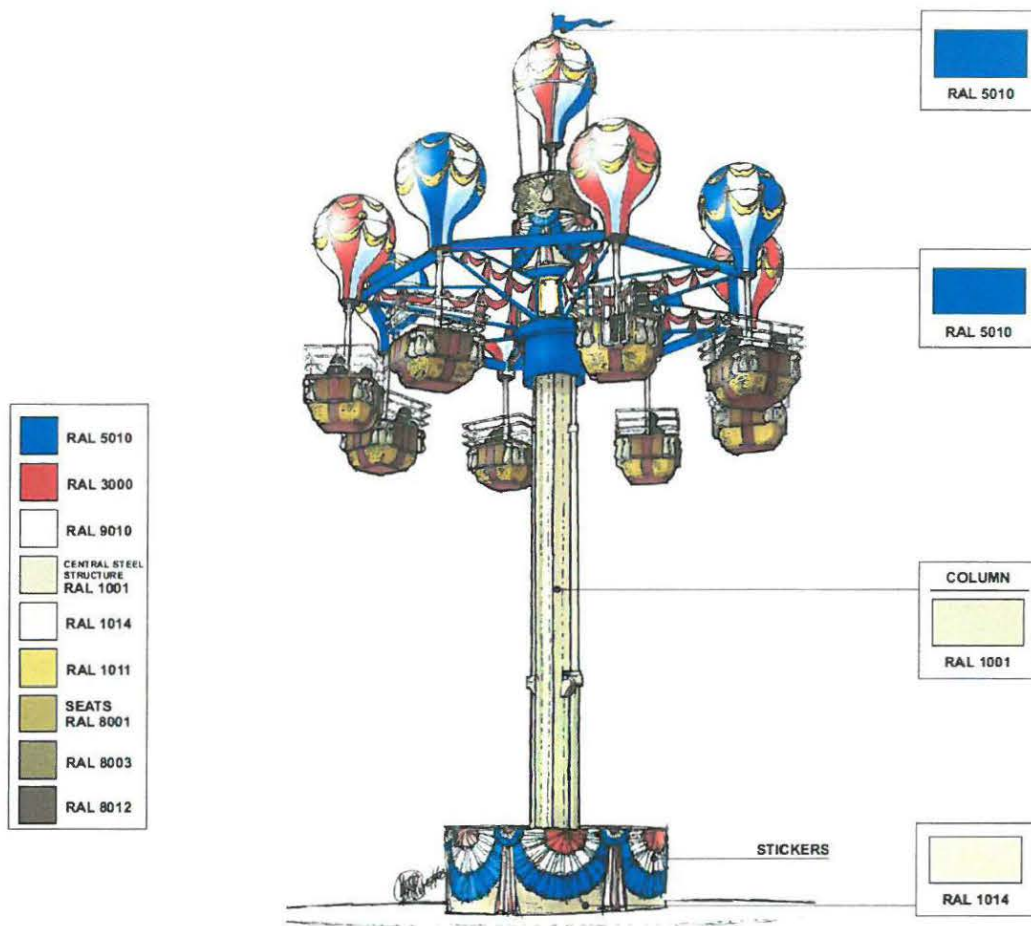 RAL 5010
RAL 5010
RAL 5010
RAL 3000
RAL 9010
CENTRAL STEEL
STRUCTURE
RAL 1001
RAL 1014
RAL 1011
SEATS
RAL 8001
RAL 8003
RAL 8012
COLUMN
RAL 1001
STICKERS
RAL 1014